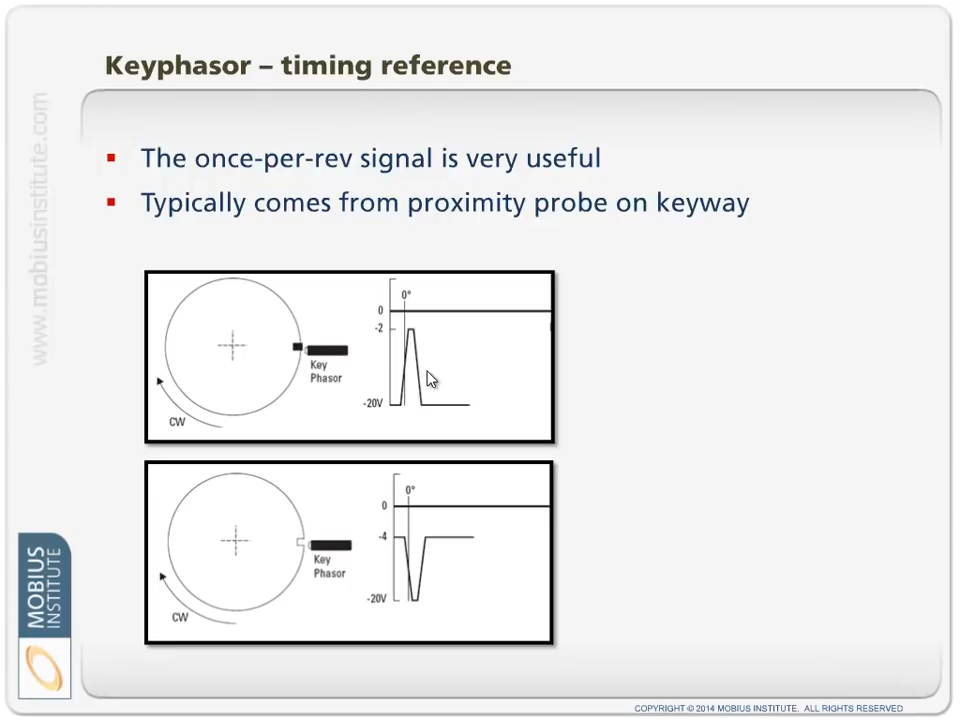 Keyphasor – timing reference
The once-per-rev signal is very useful
Typically comes from proximity probe on keyway
www.mobiusinstitute.com
0°
0
-2
Key
Phasor
-20V
CW
0°
0
-4
Key
Phasor
-20V
CW
MOBIUS
INSTITUTE
COPYRIGHT © 2014 MOBIUS INSTITUTE. ALL RIGHTS RESERVED